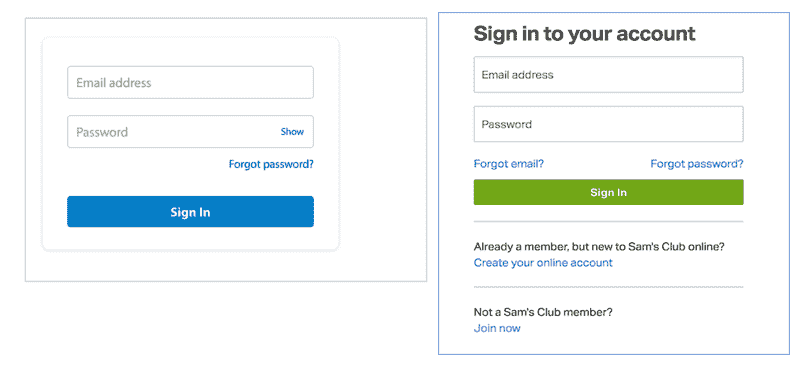 Email address
Password
Show
Forgot password?
Sign In
Sign in to your account
Email address
Password
Forgot email?
Forgot password?
Sign In
Already a member, but new to Sam's Club online?
Create your online account
Not a Sam's Club member?
Join now